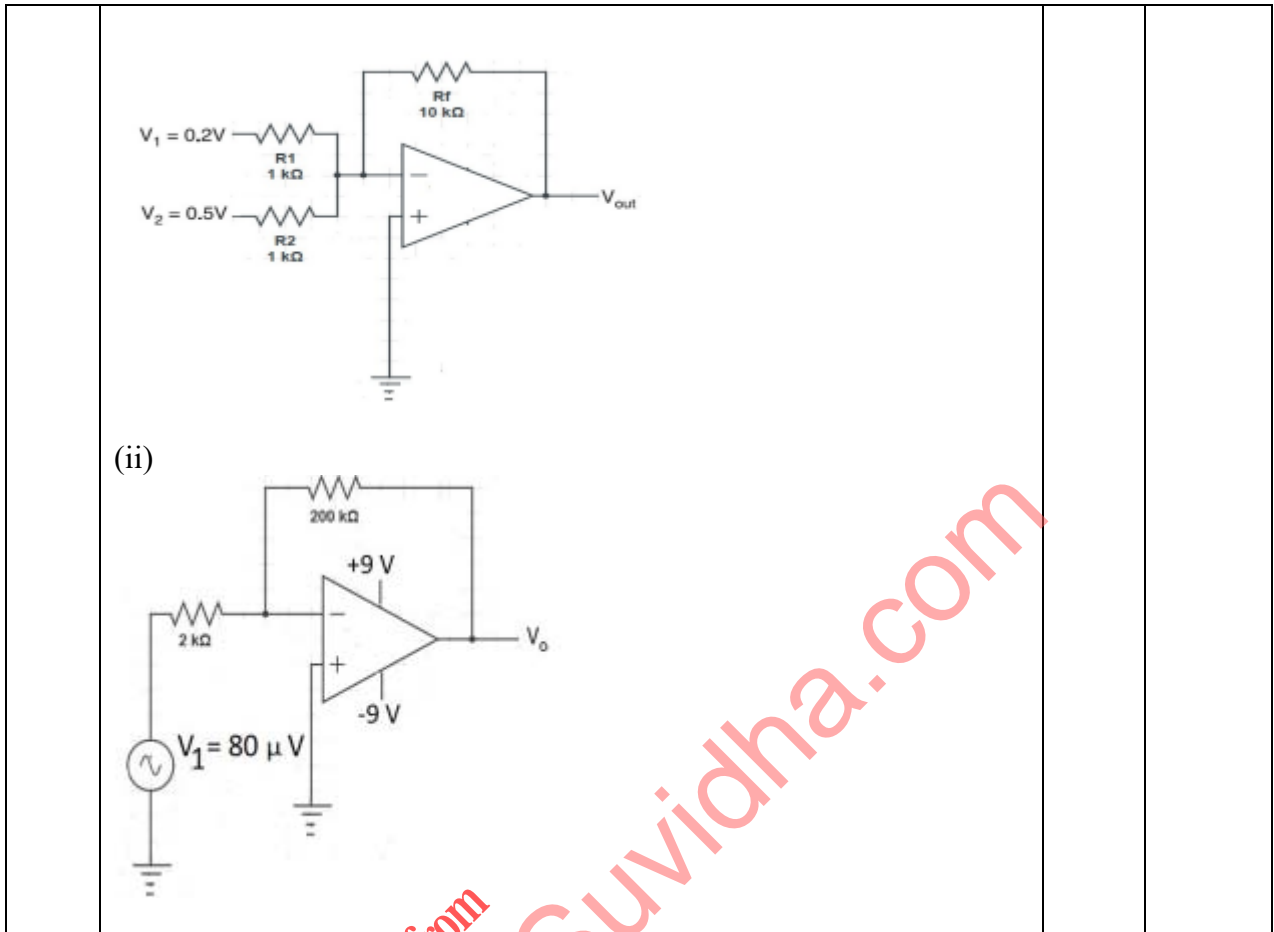 Rf
10 kΩ
V₁ = 0.2V
R1
1 kΩ
−
V₂ = 0.5V
+
Vout
R2
1 kΩ
(ii)
200 kΩ
+9 V
2 kΩ
−
Vo
+
-9 V
V1 = 80 μ V
from
Suvidha.com